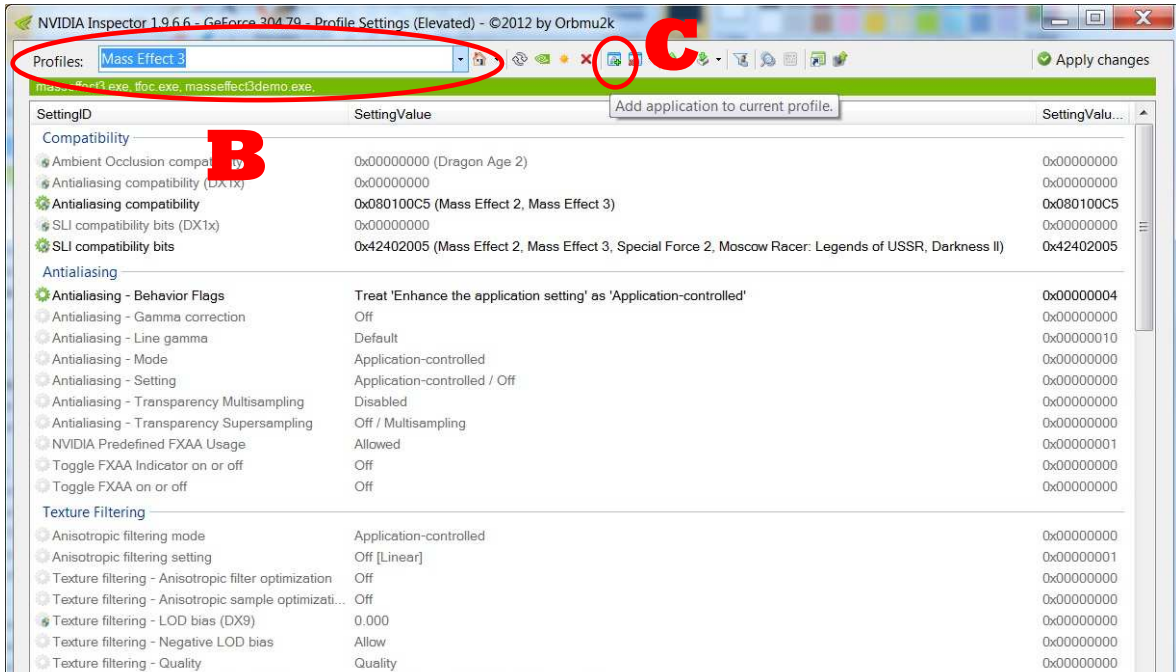 NVIDIA Inspector 1.9.6.6 - GeForce 304.79 - Profile Settings (Elevated) - ©2012 by Orbmu2k
C
Profiles: Mass Effect 3 Apply changes
masseffect3.exe, tfoc.exe, masseffect3demo.exe,
Add application to current profile.
SettingID SettingValue SettingValu...
B
Compatibility
Ambient Occlusion compatibility 0x00000000 (Dragon Age 2) 0x00000000
Antialiasing compatibility (DX1x) 0x00000000 0x00000000
Antialiasing compatibility 0x080100C5 (Mass Effect 2, Mass Effect 3) 0x080100C5
SLI compatibility bits (DX1x) 0x00000000 0x00000000
SLI compatibility bits 0x42402005 (Mass Effect 2, Mass Effect 3, Special Force 2, Moscow Racer: Legends of USSR, Darkness II) 0x42402005
Antialiasing
Antialiasing - Behavior Flags Treat 'Enhance the application setting' as 'Application-controlled' 0x00000004
Antialiasing - Gamma correction Off 0x00000000
Antialiasing - Line gamma Default 0x00000010
Antialiasing - Mode Application-controlled 0x00000000
Antialiasing - Setting Application-controlled / Off 0x00000000
Antialiasing - Transparency Multisampling Disabled 0x00000000
Antialiasing - Transparency Supersampling Off / Multisampling 0x00000000
NVIDIA Predefined FXAA Usage Allowed 0x00000001
Toggle FXAA Indicator on or off Off 0x00000000
Toggle FXAA on or off Off 0x00000000
Texture Filtering
Anisotropic filtering mode Application-controlled 0x00000000
Anisotropic filtering setting Off [Linear] 0x00000001
Texture filtering - Anisotropic filter optimization Off 0x00000000
Texture filtering - Anisotropic sample optimizati... Off 0x00000000
Texture filtering - LOD bias (DX9) 0.000 0x00000000
Texture filtering - Negative LOD bias Allow 0x00000000
Texture filtering - Quality Quality 0x00000000